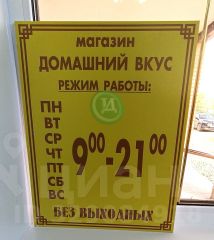 МАГАЗИН
ДОМАШНИЙ ВКУС
РЕЖИМ РАБОТЫ:
ПН
ВТ
СР
ЧТ
ПТ
СБ
ВС
9⁰⁰-21⁰⁰
БЕЗ ВЫХОДНЫХ